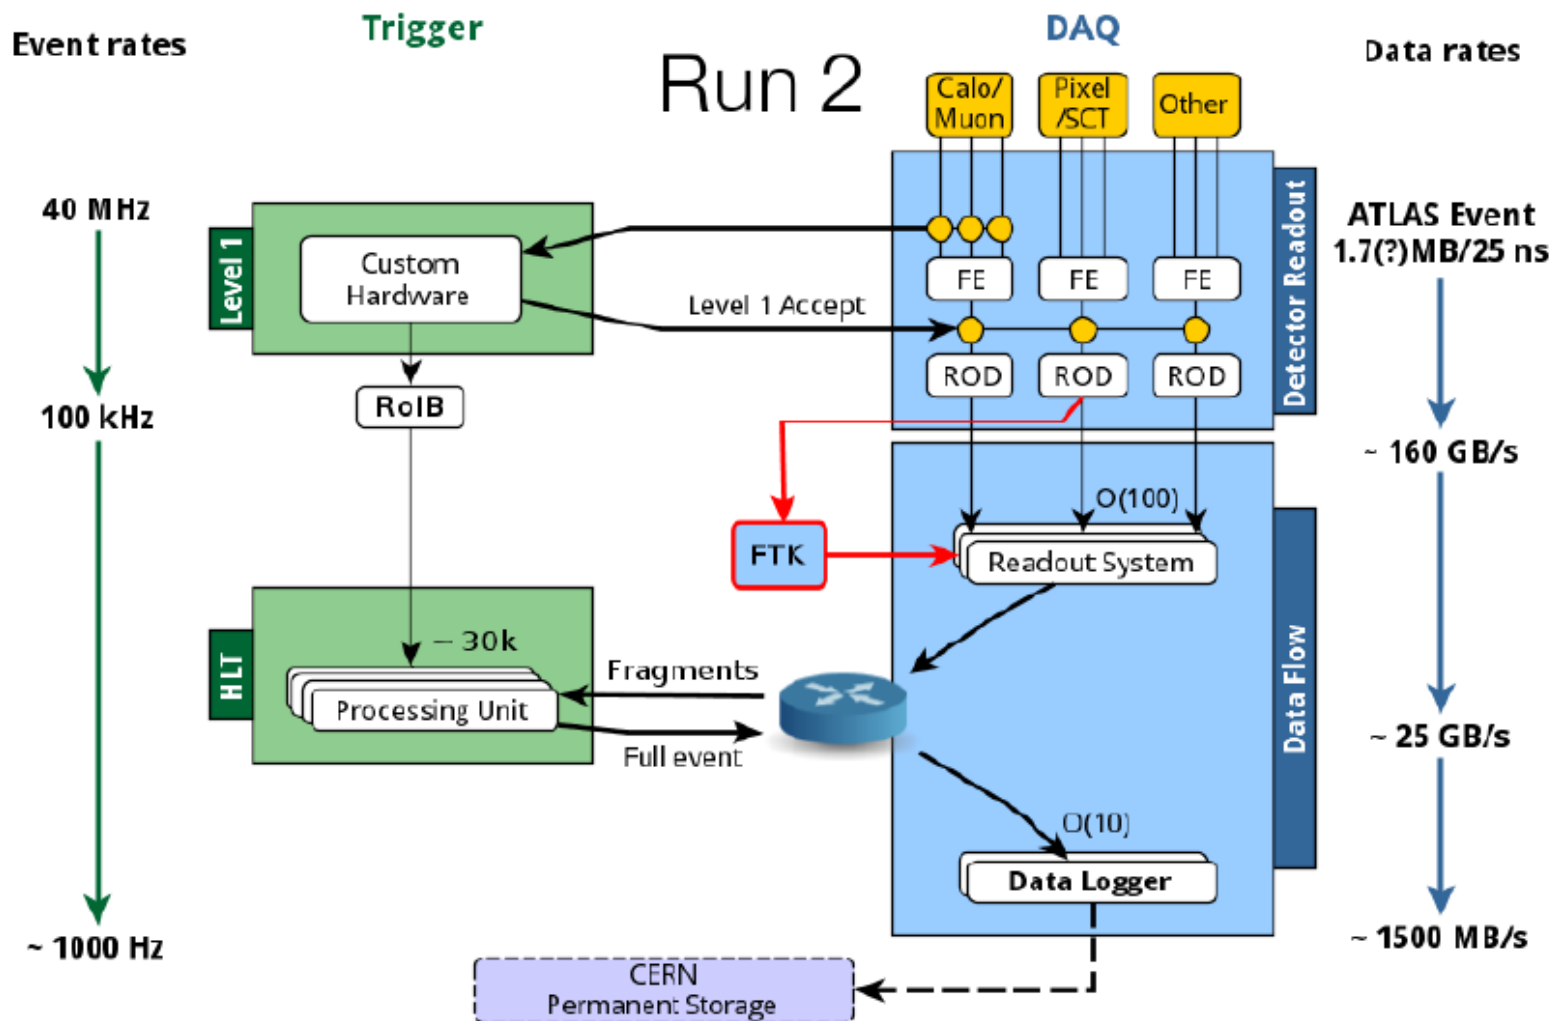 Event rates
Trigger
Run 2
DAQ
Data rates
Calo/
Muon
Pixel
/SCT
Other
40 MHz
Level 1
Custom
Hardware
Level 1 Accept
FE
FE
FE
ROD
ROD
ROD
Detector Readout
ATLAS Event
1.7(?)MB/25 ns
100 kHz
RoIB
~ 160 GB/s
FTK
O(100)
Readout System
HLT
~ 30k
Processing Unit
Fragments
Full event
Data Flow
~ 25 GB/s
O(10)
Data Logger
~ 1000 Hz
~ 1500 MB/s
CERN
Permanent Storage